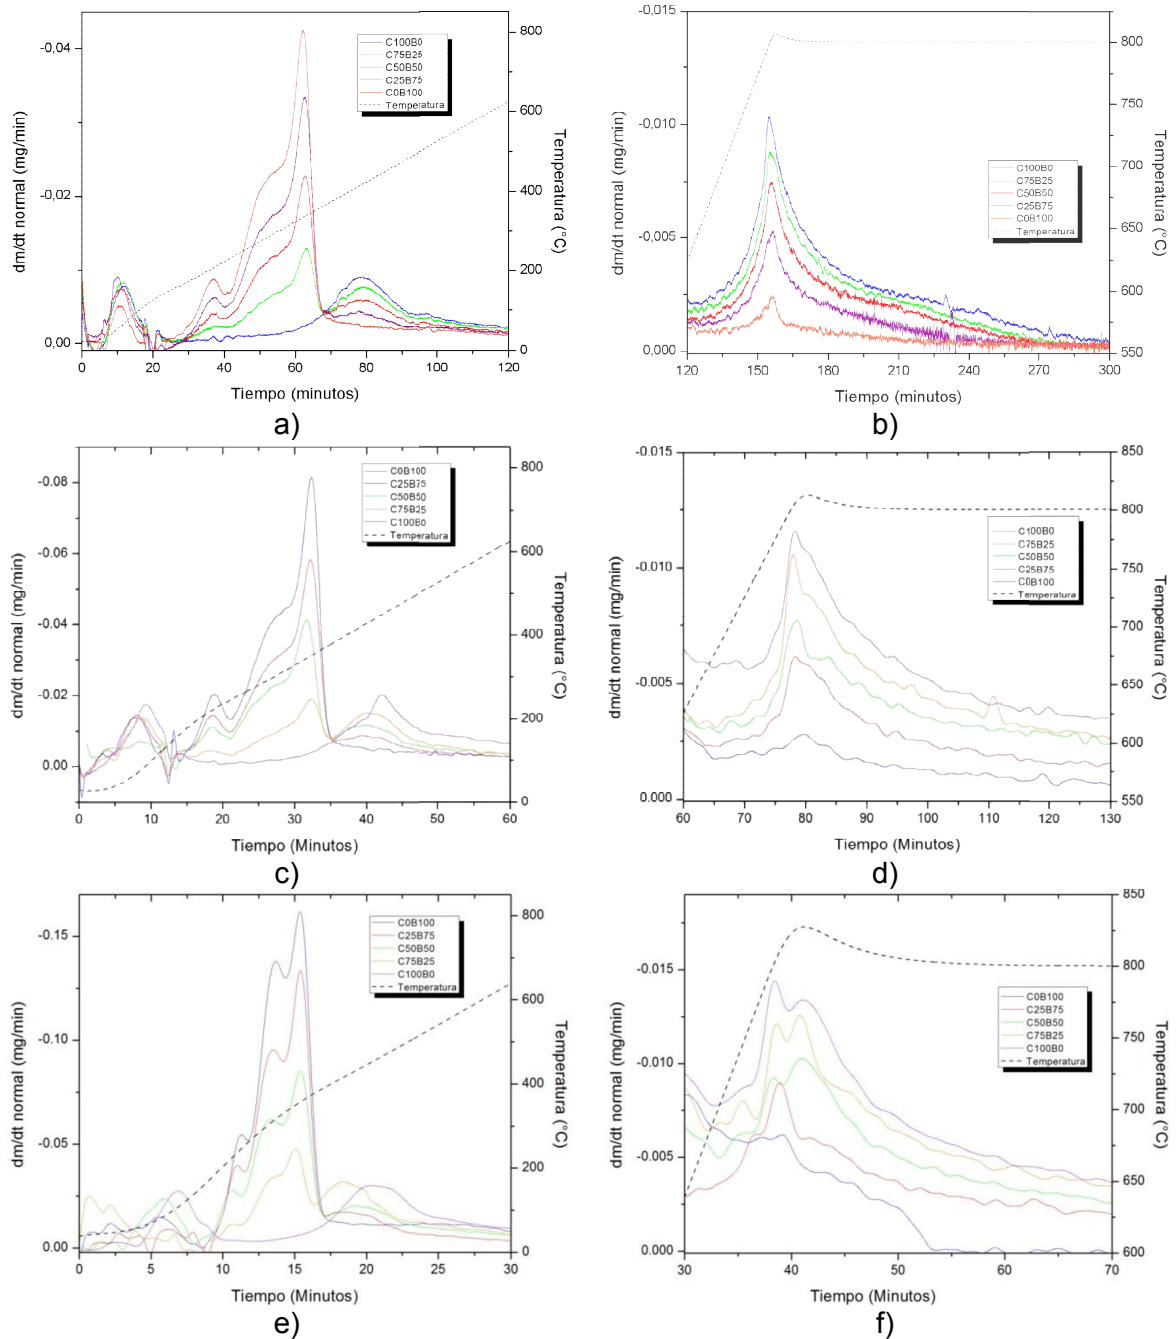 -0,04
-0,02
0.00
dm/dt normal (mg/min)
C100B0
C75B25
C50B50
C25B75
C0B100
Temperatura
800
600
400
200
0
Temperatura (°C)
0 20 40 60 80 100 120
Tiempo (minutos)
a)
-0,015
-0,010
-0,005
0,000
dm/dt normal (mg/min)
C100B0
C75B25
C50B50
C25B75
C0B100
Temperatura
800
750
700
650
600
550
Temperatura (°C)
120 150 180 210 240 270 300
Tiempo (minutos)
b)
-0.08
-0.06
-0.04
-0.02
0.00
dm/dt normal (mg/min)
C0B100
C25B75
C50B50
C75B25
C100B0
Temperatura
800
600
400
200
0
Temperatura (°C)
0 10 20 30 40 50 60
Tiempo (Minutos)
c)
-0.015
-0.010
-0.005
0.000
dm/dt normal (mg/min)
C100B0
C75B25
C50B50
C25B75
C0B100
Temperatura
850
800
750
700
650
600
550
Temperatura (°C)
60 70 80 90 100 110 120 130
Tiempo (Minutos)
d)
-0.15
-0.10
-0.05
0.00
dm/dt normal (mg/min)
C0B100
C25B75
C50B50
C75B25
C100B0
Temperatura
800
600
400
200
0
Temperatura (°C)
0 5 10 15 20 25 30
Tiempo (Minutos)
e)
-0.015
-0.010
-0.005
0.000
dm/dt normal (mg/min)
C0B100
C25B75
C50B50
C75B25
C100B0
Temperatura
850
800
750
700
650
600
Temperatura (°C)
30 40 50 60 70
Tiempo (Minutos)
f)